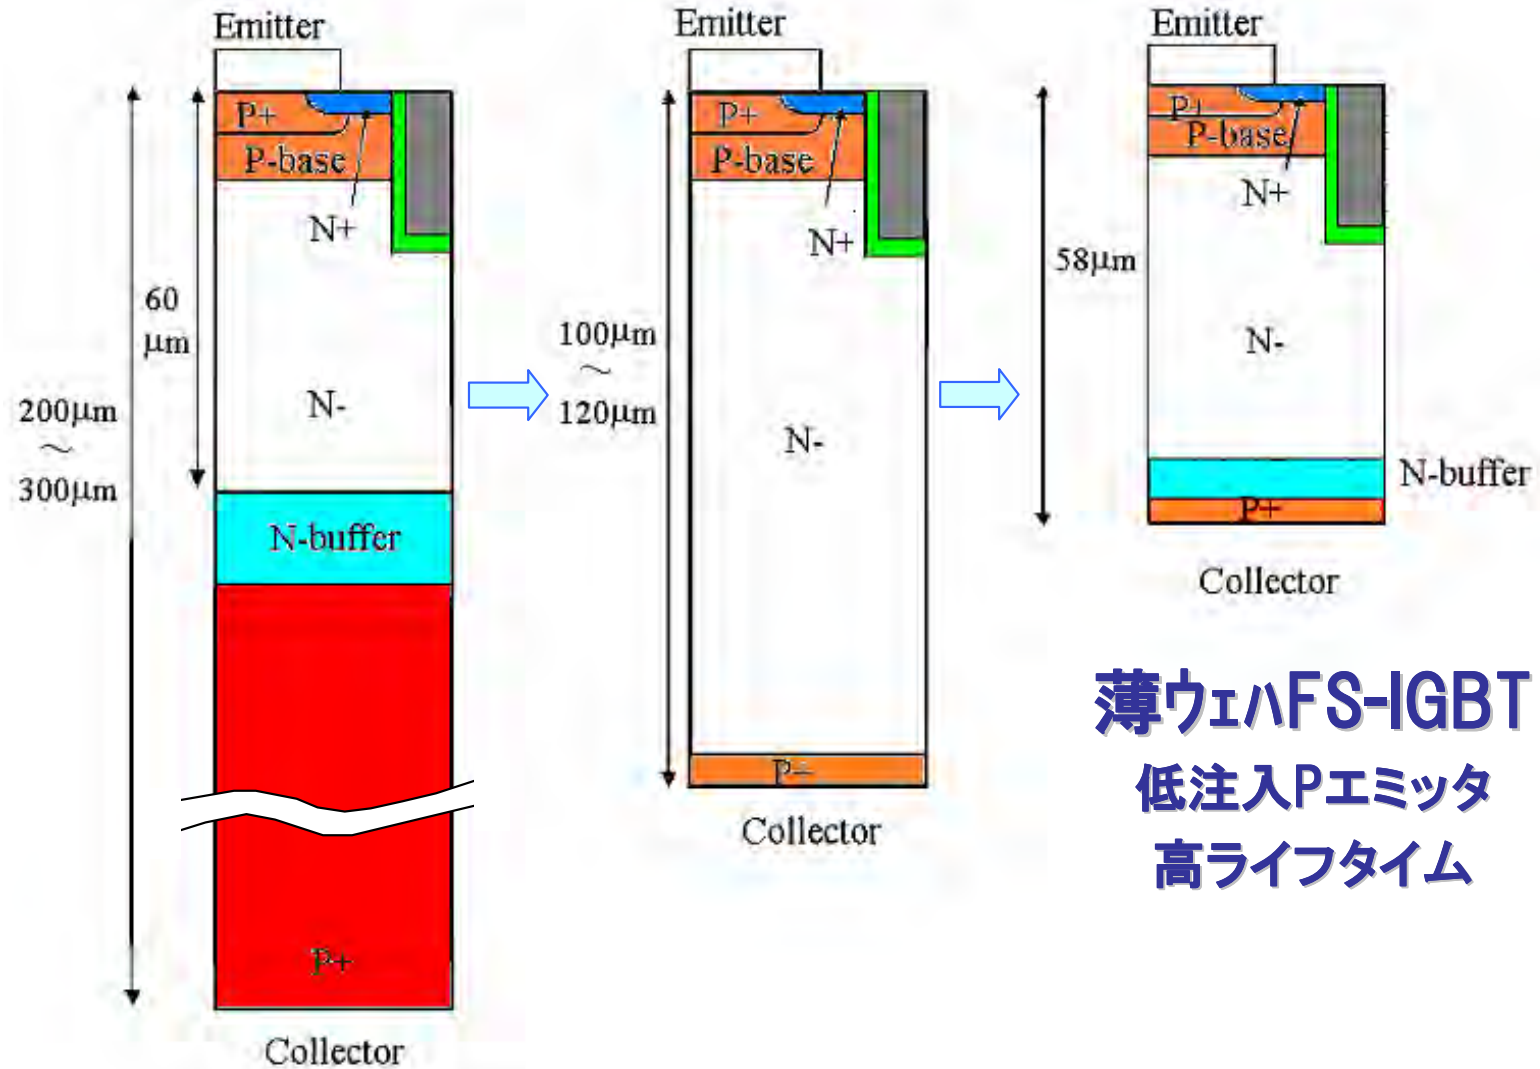 Emitter
P+
P-base
N+
60
μm
200μm
～
300μm
N-
N-buffer
P+
Collector
Emitter
P+
P-base
N+
100μm
～
120μm
N-
P+
Collector
Emitter
P+
P-base
N+
58μm
N-
N-buffer
P+
Collector
薄ウェハFS-IGBT
低注入Pエミッタ
高ライフタイム